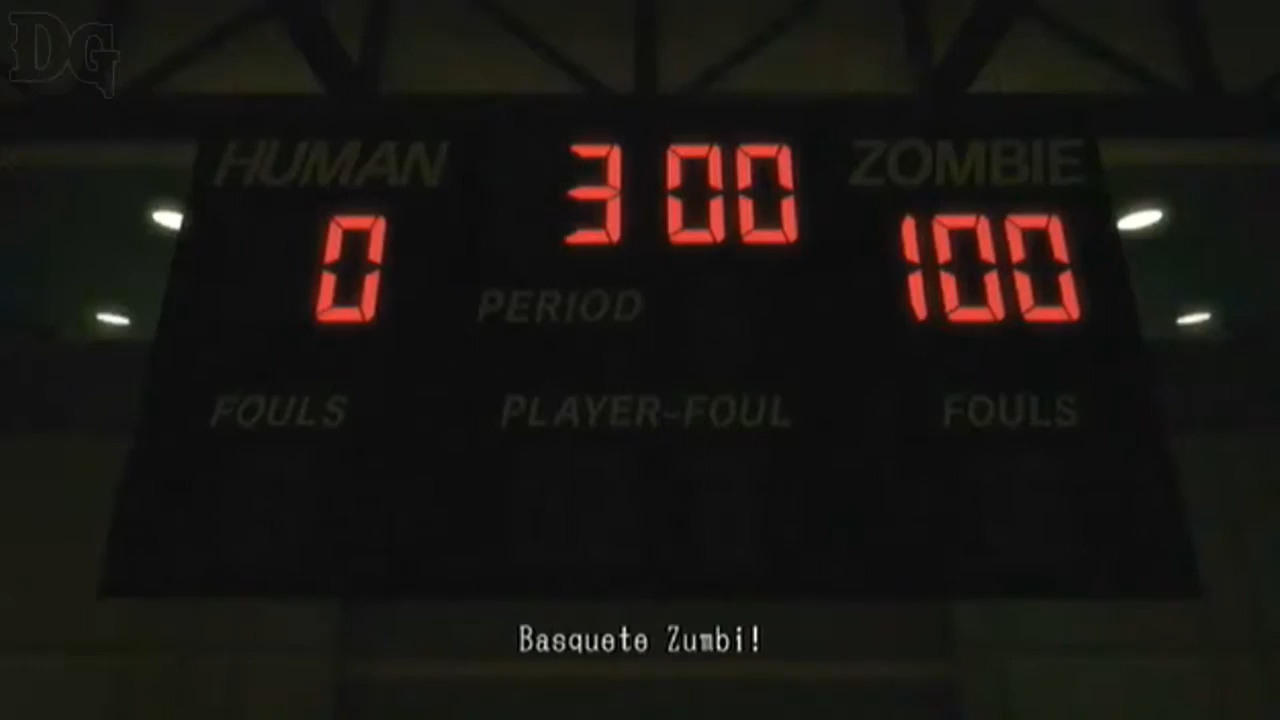 DG
HUMAN 3 00 ZOMBIE
0 100
PERIOD
FOULS PLAYER-FOUL FOULS
Basquete Zumbi!